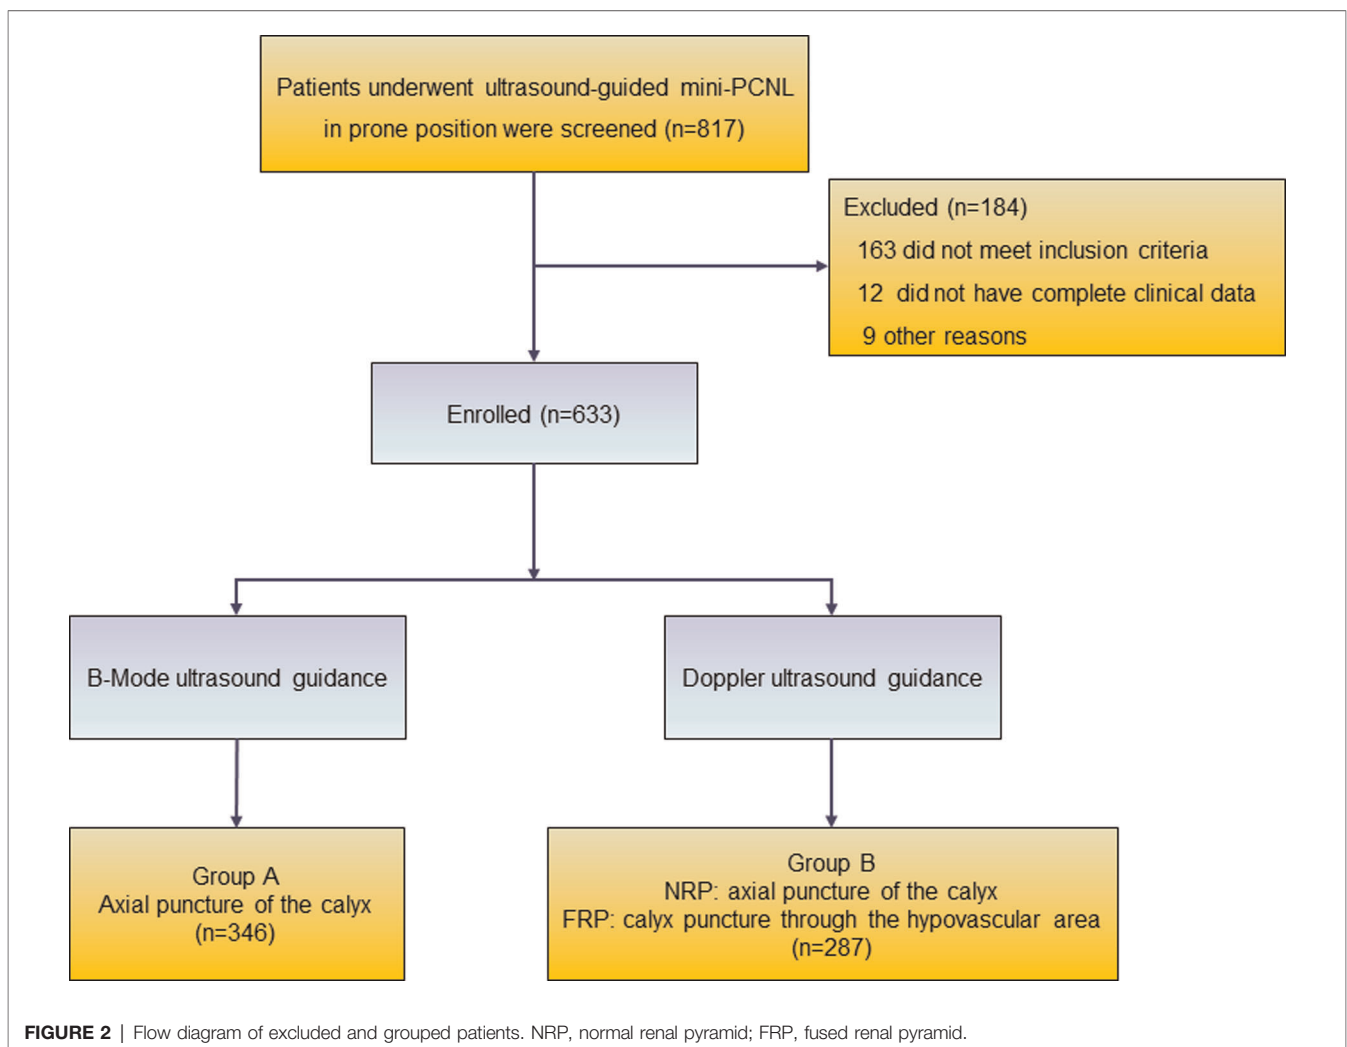 Patients underwent ultrasound-guided mini-PCNL
in prone position were screened (n=817)
Excluded (n=184)
163 did not meet inclusion criteria
12 did not have complete clinical data
9 other reasons
Enrolled (n=633)
B-Mode ultrasound guidance
Doppler ultrasound guidance
Group A
Axial puncture of the calyx
(n=346)
Group B
NRP: axial puncture of the calyx
FRP: calyx puncture through the hypovascular area
(n=287)
FIGURE 2 | Flow diagram of excluded and grouped patients. NRP, normal renal pyramid; FRP, fused renal pyramid.